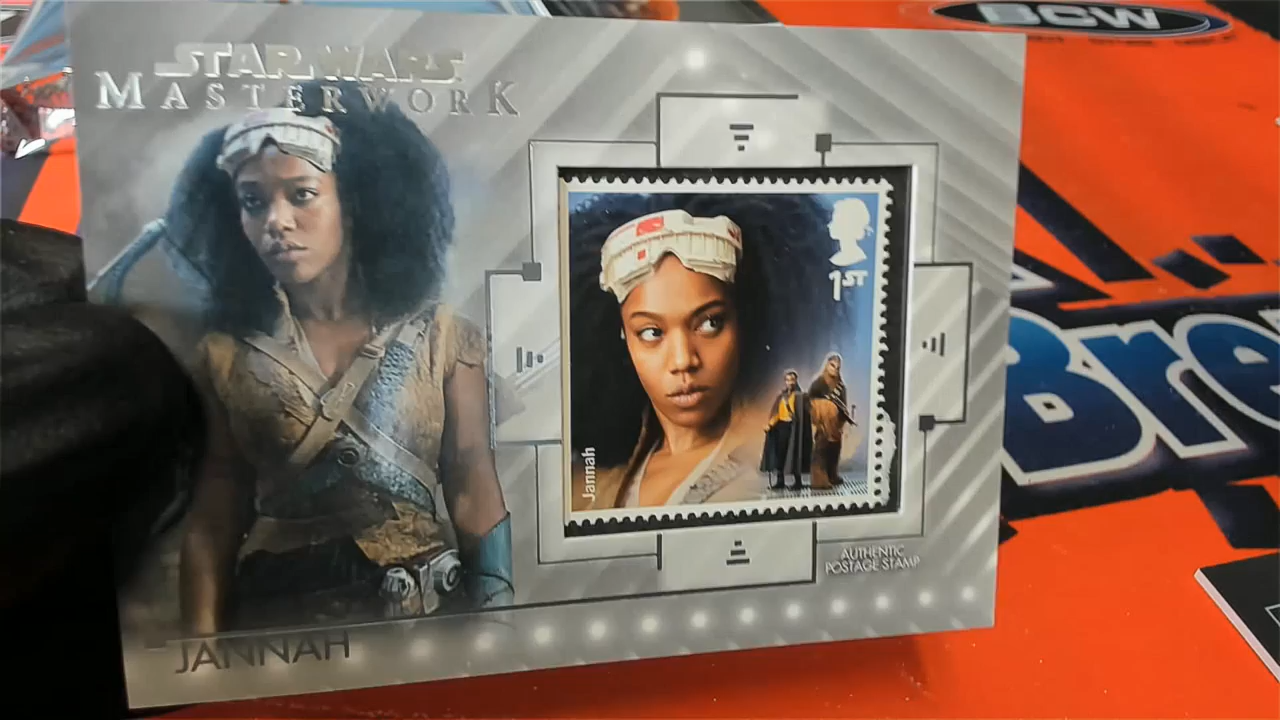 BCW
STAR WARS
MASTERWORK
1ST
Jannah
Bre
AUTHENTIC
POSTAGE STAMP
JANNAH